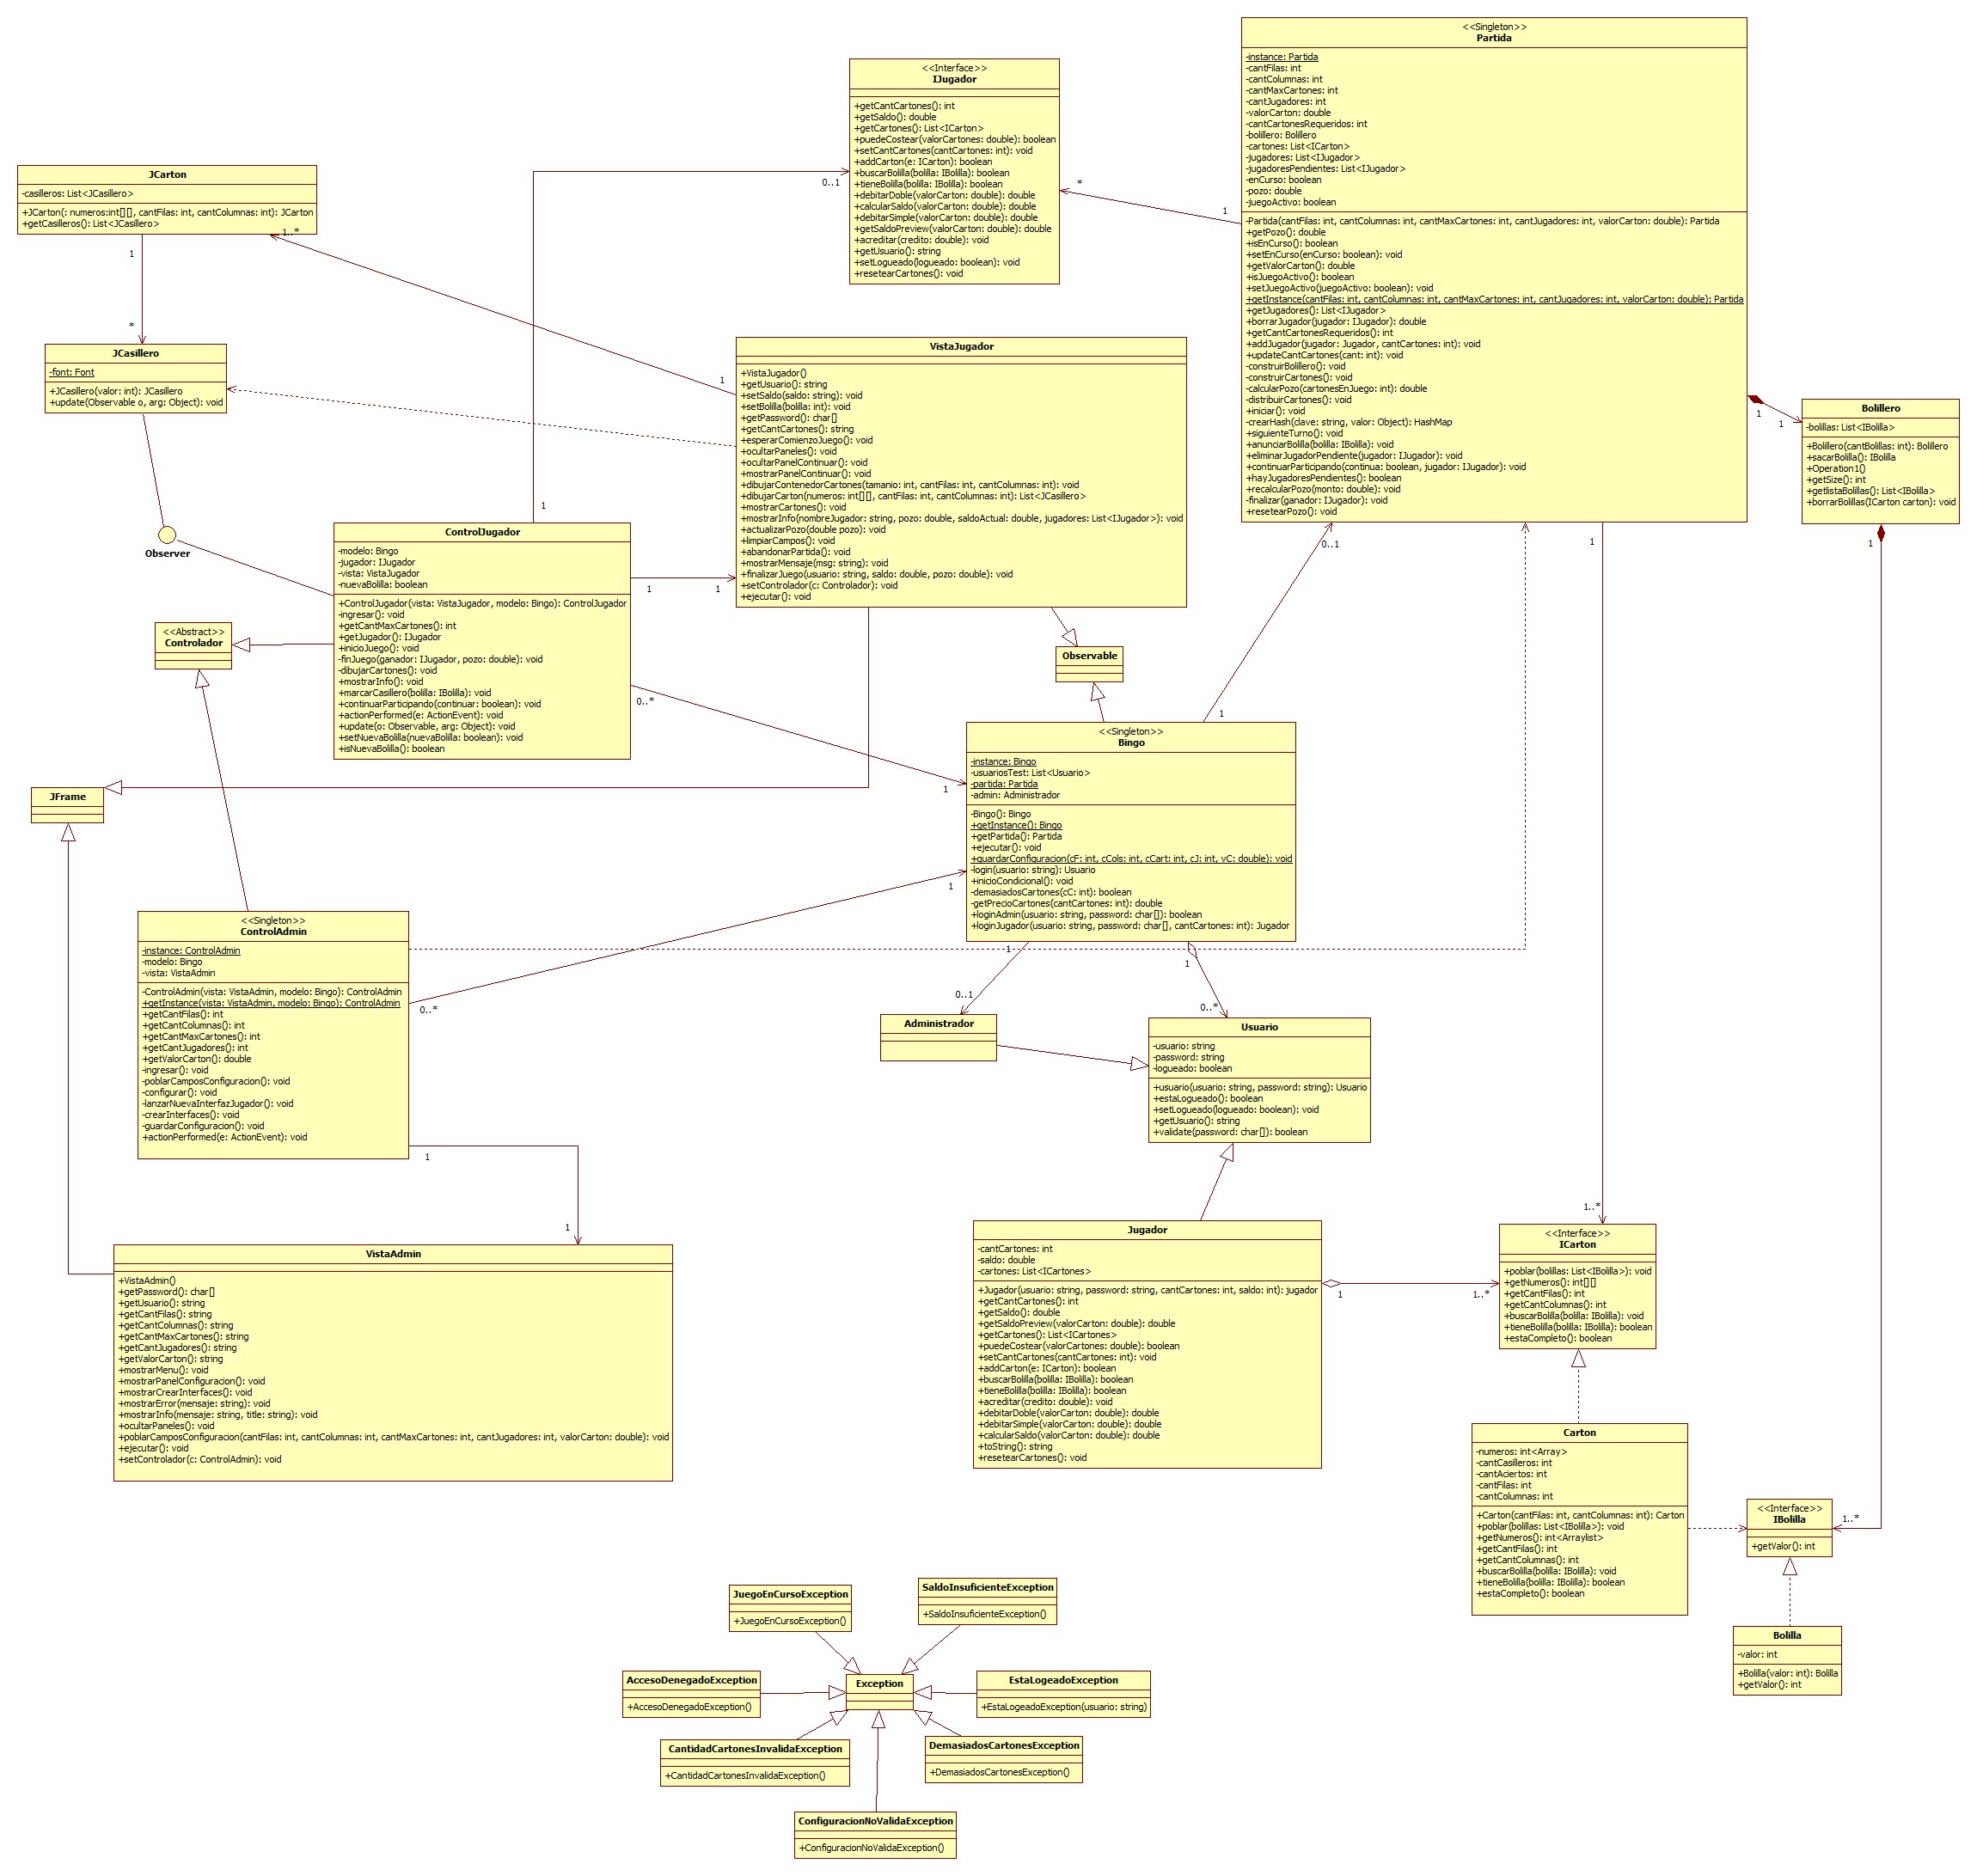 <<Singleton>>
Partida
-instance: Partida
-cantFilas: int
-cantColumnas: int
-cantMaxCartones: int
-cantJugadores: int
-valorCarton: double
-cantCartonesRequeridos: int
-bolillero: Bolillero
-cartones: List<ICarton>
-jugadores: List<IJugador>
-jugadoresPendientes: List<IJugador>
-enCurso: boolean
-pozo: double
-juegoActivo: boolean
-Partida(cantFilas: int, cantColumnas: int, cantMaxCartones: int, cantJugadores: int, valorCarton: double): Partida
+getPozo(): double
+isEnCurso(): boolean
+setEnCurso(enCurso: boolean): void
+getValorCarton(): double
+isJuegoActivo(): boolean
+setJuegoActivo(juegoActivo: boolean): void
+getInstance(cantFilas: int, cantColumnas: int, cantMaxCartones: int, cantJugadores: int, valorCarton: double): Partida
+getJugadores(): List<IJugador>
+borrarJugador(jugador: IJugador): double
+getCantCartonesRequeridos(): int
+addJugador(jugador: Jugador, cantCartones: int): void
+updateCantCartones(cant: int): void
-construirBolillero(): void
-construirCartones(): void
-calcularPozo(cartonesEnJuego: int): double
-distribuirCartones(): void
+iniciar(): void
-crearHash(clave: string, valor: Object): HashMap
+siguienteTurno(): void
+anunciarBolilla(bolilla: IBolilla): void
+eliminarJugadorPendiente(jugador: IJugador): void
+continuarParticipando(continua: boolean, jugador: IJugador): void
+hayJugadoresPendientes(): boolean
+recalcularPozo(monto: double): void
-finalizar(ganador: IJugador): void
+resetearPozo(): void
<<Interface>>
IJugador
+getCantCartones(): int
+getSaldo(): double
+getCartones(): List<ICarton>
+puedeCostear(valorCartones: double): boolean
+setCantCartones(cantCartones: int): void
+addCarton(e: ICarton): boolean
+buscarBolilla(bolilla: IBolilla): boolean
+tieneBolilla(bolilla: IBolilla): boolean
+debitarDoble(valorCarton: double): double
+calcularSaldo(valorCarton: double): double
+debitarSimple(valorCarton: double): double
+getSaldoPreview(valorCarton: double): double
+acreditar(credito: double): void
+getUsuario(): string
+setLogueado(logueado: boolean): void
+resetearCartones(): void
0..1
*
1
JCarton
-casilleros: List<JCasillero>
+JCarton(: numeros:int[][], cantFilas: int, cantColumnas: int): JCarton
+getCasilleros(): List<JCasillero>
1..*
1
*
JCasillero
-font: Font
+JCasillero(valor: int): JCasillero
+update(Observable o, arg: Object): void
Observer
VistaJugador
+VistaJugador()
+getUsuario(): string
+setSaldo(saldo: string): void
+setBolilla(bolilla: int): void
+getPassword(): char[]
+getCantCartones(): string
+esperarComienzoJuego(): void
+ocultarPaneles(): void
+ocultarPanelContinuar(): void
+mostrarPanelContinuar(): void
+dibujarContenedorCartones(tamanio: int, cantFilas: int, cantColumnas: int): void
+dibujarCarton(numeros: int[][], cantFilas: int, cantColumnas: int): List<JCasillero>
+mostrarCartones(): void
+mostrarInfo(nombreJugador: string, pozo: double, saldoActual: double, jugadores: List<IJugador>): void
+actualizarPozo(double pozo): void
+limpiarCampos(): void
+abandonarPartida(): void
+mostrarMensaje(msg: string): void
+finalizarJuego(usuario: string, saldo: double, pozo: double): void
+setControlador(c: Controlador): void
+ejecutar(): void
1
1
1
Bolillero
-bolillas: List<IBolilla>
+Bolillero(cantBolillas: int): Bolillero
+sacarBolilla(): IBolilla
+Operation1()
+getSize(): int
+getlistaBolillas(): List<IBolilla>
+borrarBolillas(ICarton carton): void
1
ControlJugador
-modelo: Bingo
-jugador: IJugador
-vista: VistaJugador
-nuevaBolilla: boolean
+ControlJugador(vista: VistaJugador, modelo: Bingo): ControlJugador
-ingresar(): void
+getCantMaxCartones(): int
+getJugador(): IJugador
+inicioJuego(): void
-finJuego(ganador: IJugador, pozo: double): void
-dibujarCartones(): void
+mostrarInfo(): void
+marcarCasillero(bolilla: IBolilla): void
+continuarParticipando(continuar: boolean): void
+actionPerformed(e: ActionEvent): void
+update(o: Observable, arg: Object): void
+setNuevaBolilla(nuevaBolilla: boolean): void
+isNuevaBolilla(): boolean
1
1
1
0..*
<<Abstract>>
Controlador
Observable
0..1
1
1
JFrame
<<Singleton>>
Bingo
-instance: Bingo
-usuariosTest: List<Usuario>
-partida: Partida
-admin: Administrador
-Bingo(): Bingo
+getInstance(): Bingo
+getPartida(): Partida
+ejecutar(): void
+guardarConfiguracion(cF: int, cCols: int, cCart: int, cJ: int, vC: double): void
-login(usuario: string): Usuario
+inicioCondicional(): void
-demasiadosCartones(cC: int): boolean
-getPrecioCartones(cantCartones: int): double
+loginAdmin(usuario: string, password: char[]): boolean
+loginJugador(usuario: string, password: char[], cantCartones: int): Jugador
1
1
1
1
0..1
0..*
<<Singleton>>
ControlAdmin
-instance: ControlAdmin
-modelo: Bingo
-vista: VistaAdmin
-ControlAdmin(vista: VistaAdmin, modelo: Bingo): ControlAdmin
+getInstance(vista: VistaAdmin, modelo: Bingo): ControlAdmin
+getCantFilas(): int
+getCantColumnas(): int
+getCantMaxCartones(): int
+getCantJugadores(): int
+getValorCarton(): double
-ingresar(): void
-poblarCamposConfiguracion(): void
-configurar(): void
-lanzarNuevaInterfazJugador(): void
-crearInterfaces(): void
-guardarConfiguracion(): void
+actionPerformed(e: ActionEvent): void
0..*
1
1
Administrador
Usuario
-usuario: string
-password: string
-logueado: boolean
+usuario(usuario: string, password: string): Usuario
+estaLogueado(): boolean
+setLogueado(logueado: boolean): void
+getUsuario(): string
+validate(password: char[]): boolean
VistaAdmin
+VistaAdmin()
+getPassword(): char[]
+getUsuario(): string
+getCantFilas(): string
+getCantColumnas(): string
+getCantMaxCartones(): string
+getCantJugadores(): string
+getValorCarton(): string
+mostrarMenu(): void
+mostrarPanelConfiguracion(): void
+mostrarCrearInterfaces(): void
+mostrarError(mensaje: string): void
+mostrarInfo(mensaje: string, title: string): void
+ocultarPaneles(): void
+poblarCamposConfiguracion(cantFilas: int, cantColumnas: int, cantMaxCartones: int, cantJugadores: int, valorCarton: double): void
+ejecutar(): void
+setControlador(c: ControlAdmin): void
Jugador
-cantCartones: int
-saldo: double
-cartones: List<ICartones>
+Jugador(usuario: string, password: string, cantCartones: int, saldo: int): jugador
+getCantCartones(): int
+getSaldo(): double
+getSaldoPreview(valorCarton: double): double
+getCartones(): List<ICartones>
+puedeCostear(valorCartones: double): boolean
+setCantCartones(cantCartones: int): void
+addCarton(e: ICarton): boolean
+buscarBolilla(bolilla: IBolilla): boolean
+tieneBolilla(bolilla: IBolilla): boolean
+acreditar(credito: double): void
+debitarDoble(valorCarton: double): double
+debitarSimple(valorCarton: double): double
+calcularSaldo(valorCarton: double): double
+toString(): string
+resetearCartones(): void
1
1..*
1..*
<<Interface>>
ICarton
+poblar(bolillas: List<IBolilla>): void
+getNumeros(): int[][]
+getCantFilas(): int
+getCantColumnas(): int
+buscarBolilla(bolilla: IBolilla): void
+tieneBolilla(bolilla: IBolilla): boolean
+estaCompleto(): boolean
Carton
-numeros: int<Array>
-cantCasilleros: int
-cantAciertos: int
-cantFilas: int
-cantColumnas: int
+Carton(cantFilas: int, cantColumnas: int): Carton
+poblar(bolillas: List<IBolilla>): void
+getNumeros(): int<Arraylist>
+getCantFilas(): int
+getCantColumnas(): int
+buscarBolilla(bolilla: IBolilla): void
+tieneBolilla(bolilla: IBolilla): boolean
+estaCompleto(): boolean
<<Interface>>
IBolilla
+getValor(): int
1..*
Bolilla
-valor: int
+Bolilla(valor: int): Bolilla
+getValor(): int
JuegoEnCursoException
+JuegoEnCursoException()
SaldoInsuficienteException
+SaldoInsuficienteException()
AccesoDenegadoException
+AccesoDenegadoException()
Exception
EstaLogeadoException
+EstaLogeadoException(usuario: string)
CantidadCartonesInvalidaException
+CantidadCartonesInvalidaException()
DemasiadosCartonesException
+DemasiadosCartonesException()
ConfiguracionNoValidaException
+ConfiguracionNoValidaException()